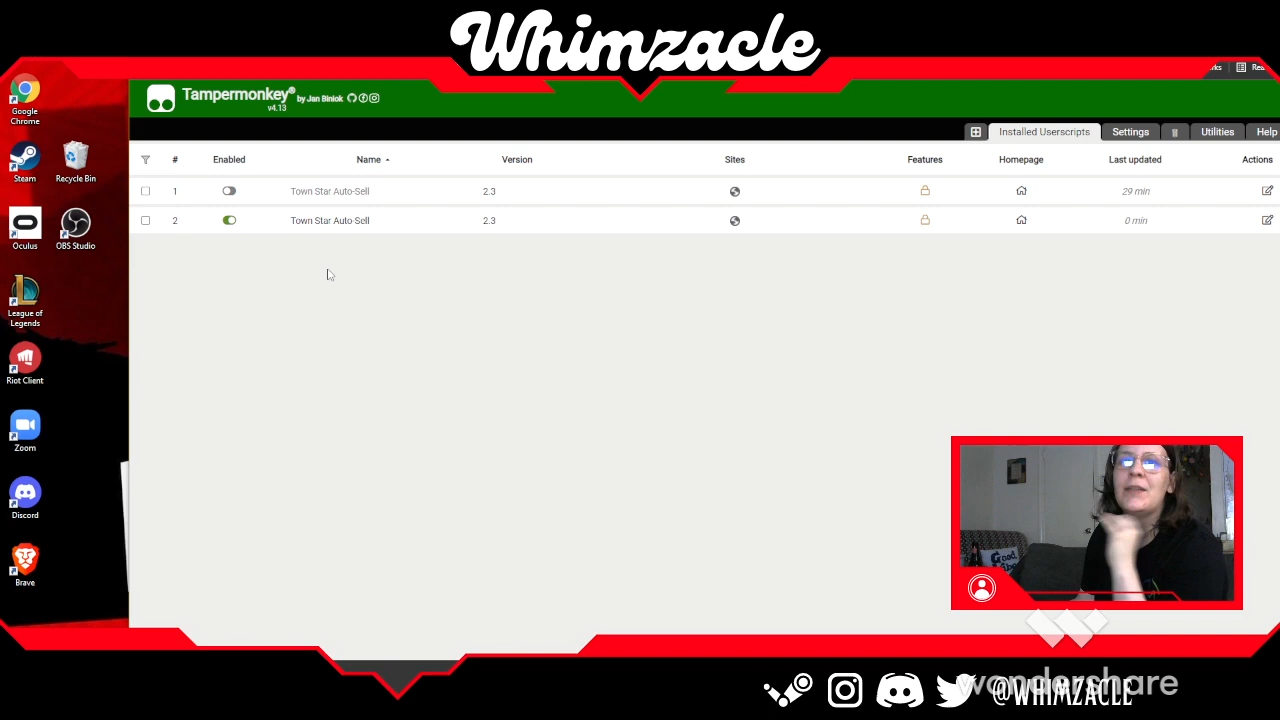 Whimzacle
Google Chrome
Steam
Recycle Bin
Oculus
OBS Studio
League of Legends
Riot Client
Zoom
Discord
Brave
Tampermonkey® by Jan Biniok
v4.13
Installed Userscripts Settings Utilities Help
# Enabled Name Version Sites Features Homepage Last updated Actions
1 Town Star Auto-Sell 2.3 29 min
2 Town Star Auto-Sell 2.3 0 min
Good
wondershare
@WHIMZACLE